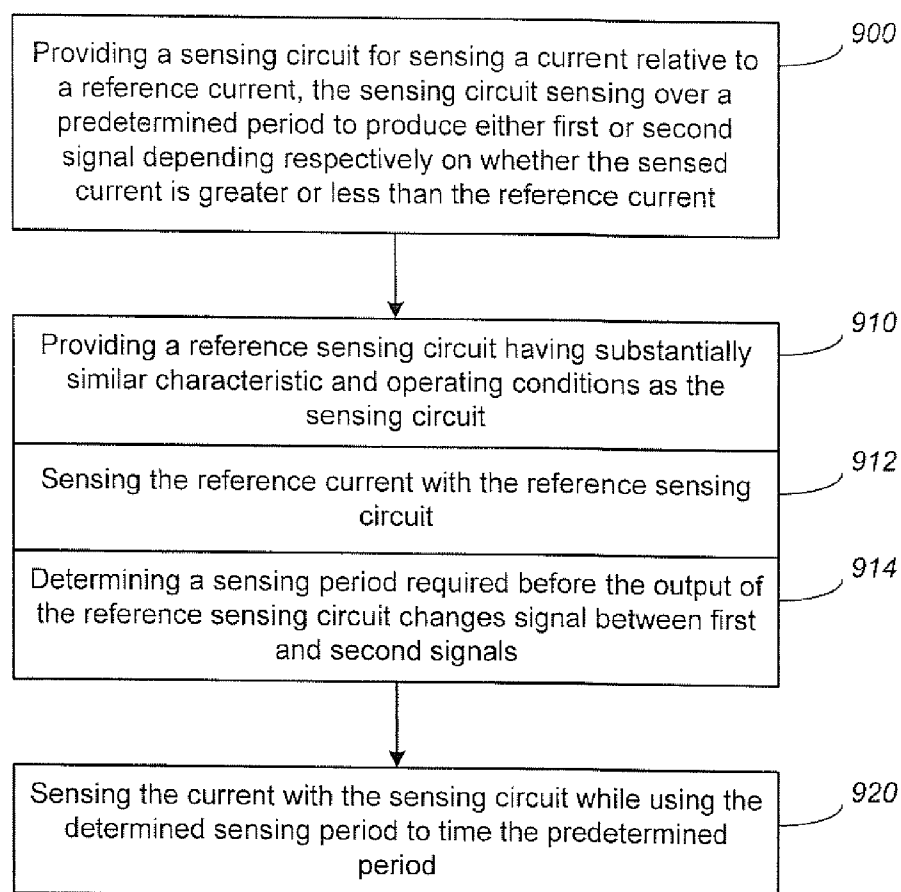 900
Providing a sensing circuit for sensing a current relative to
a reference current, the sensing circuit sensing over a
predetermined period to produce either first or second
signal depending respectively on whether the sensed
current is greater or less than the reference current
910
Providing a reference sensing circuit having substantially
similar characteristic and operating conditions as the
sensing circuit
912
Sensing the reference current with the reference sensing
circuit
914
Determining a sensing period required before the output of
the reference sensing circuit changes signal between first
and second signals
920
Sensing the current with the sensing circuit while using the
determined sensing period to time the predetermined
period